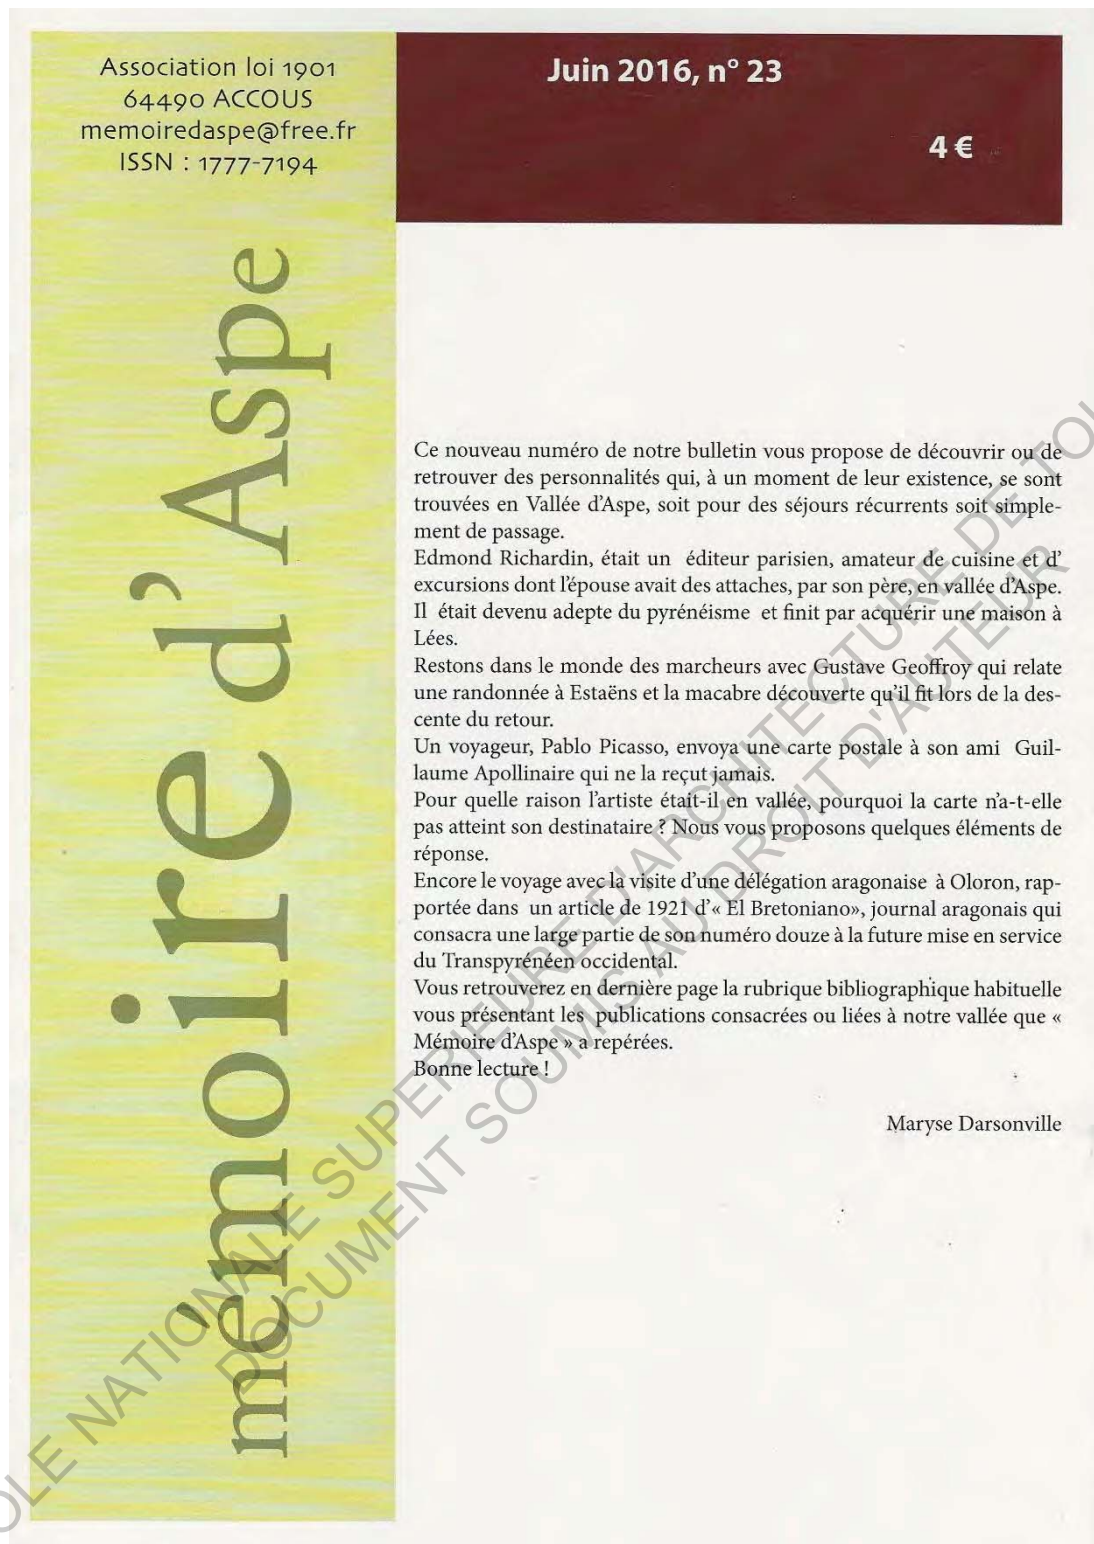 Association loi 1901
64490 ACCOUS
memoiredaspe@free.fr
ISSN : 1777-7194
Juin 2016, n° 23
4 €
mémoire d'Aspe
Ce nouveau numéro de notre bulletin vous propose de découvrir ou de
retrouver des personnalités qui, à un moment de leur existence, se sont
trouvées en Vallée d'Aspe, soit pour des séjours récurrents soit simple-
ment de passage.
Edmond Richardin, était un éditeur parisien, amateur de cuisine et d'
excursions dont l'épouse avait des attaches, par son père, en vallée d'Aspe.
Il était devenu adepte du pyrénéisme et finit par acquérir une maison à
Lées.
Restons dans le monde des marcheurs avec Gustave Geoffroy qui relate
une randonnée à Estaëns et la macabre découverte qu'il fit lors de la des-
cente du retour.
Un voyageur, Pablo Picasso, envoya une carte postale à son ami Guil-
laume Apollinaire qui ne la reçut jamais.
Pour quelle raison l'artiste était-il en vallée, pourquoi la carte n'a-t-elle
pas atteint son destinataire ? Nous vous proposons quelques éléments de
réponse.
Encore le voyage avec la visite d'une délégation aragonaise à Oloron, rap-
portée dans un article de 1921 d'« El Bretoniano», journal aragonais qui
consacra une large partie de son numéro douze à la future mise en service
du Transpyrénéen occidental.
Vous retrouverez en dernière page la rubrique bibliographique habituelle
vous présentant les publications consacrées ou liées à notre vallée que «
Mémoire d'Aspe » a repérées.
Bonne lecture !
Maryse Darsonville
OLE NATIONALE SUPERIEURE D'ARCHITECTURE DE TOU
DOCUMENT SOUMIS AU DROIT D'AUTEUR